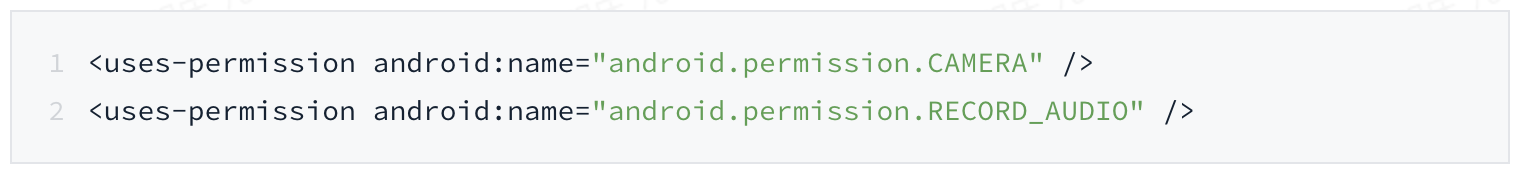 1 <uses-permission android:name="android.permission.CAMERA" />
2 <uses-permission android:name="android.permission.RECORD_AUDIO" />